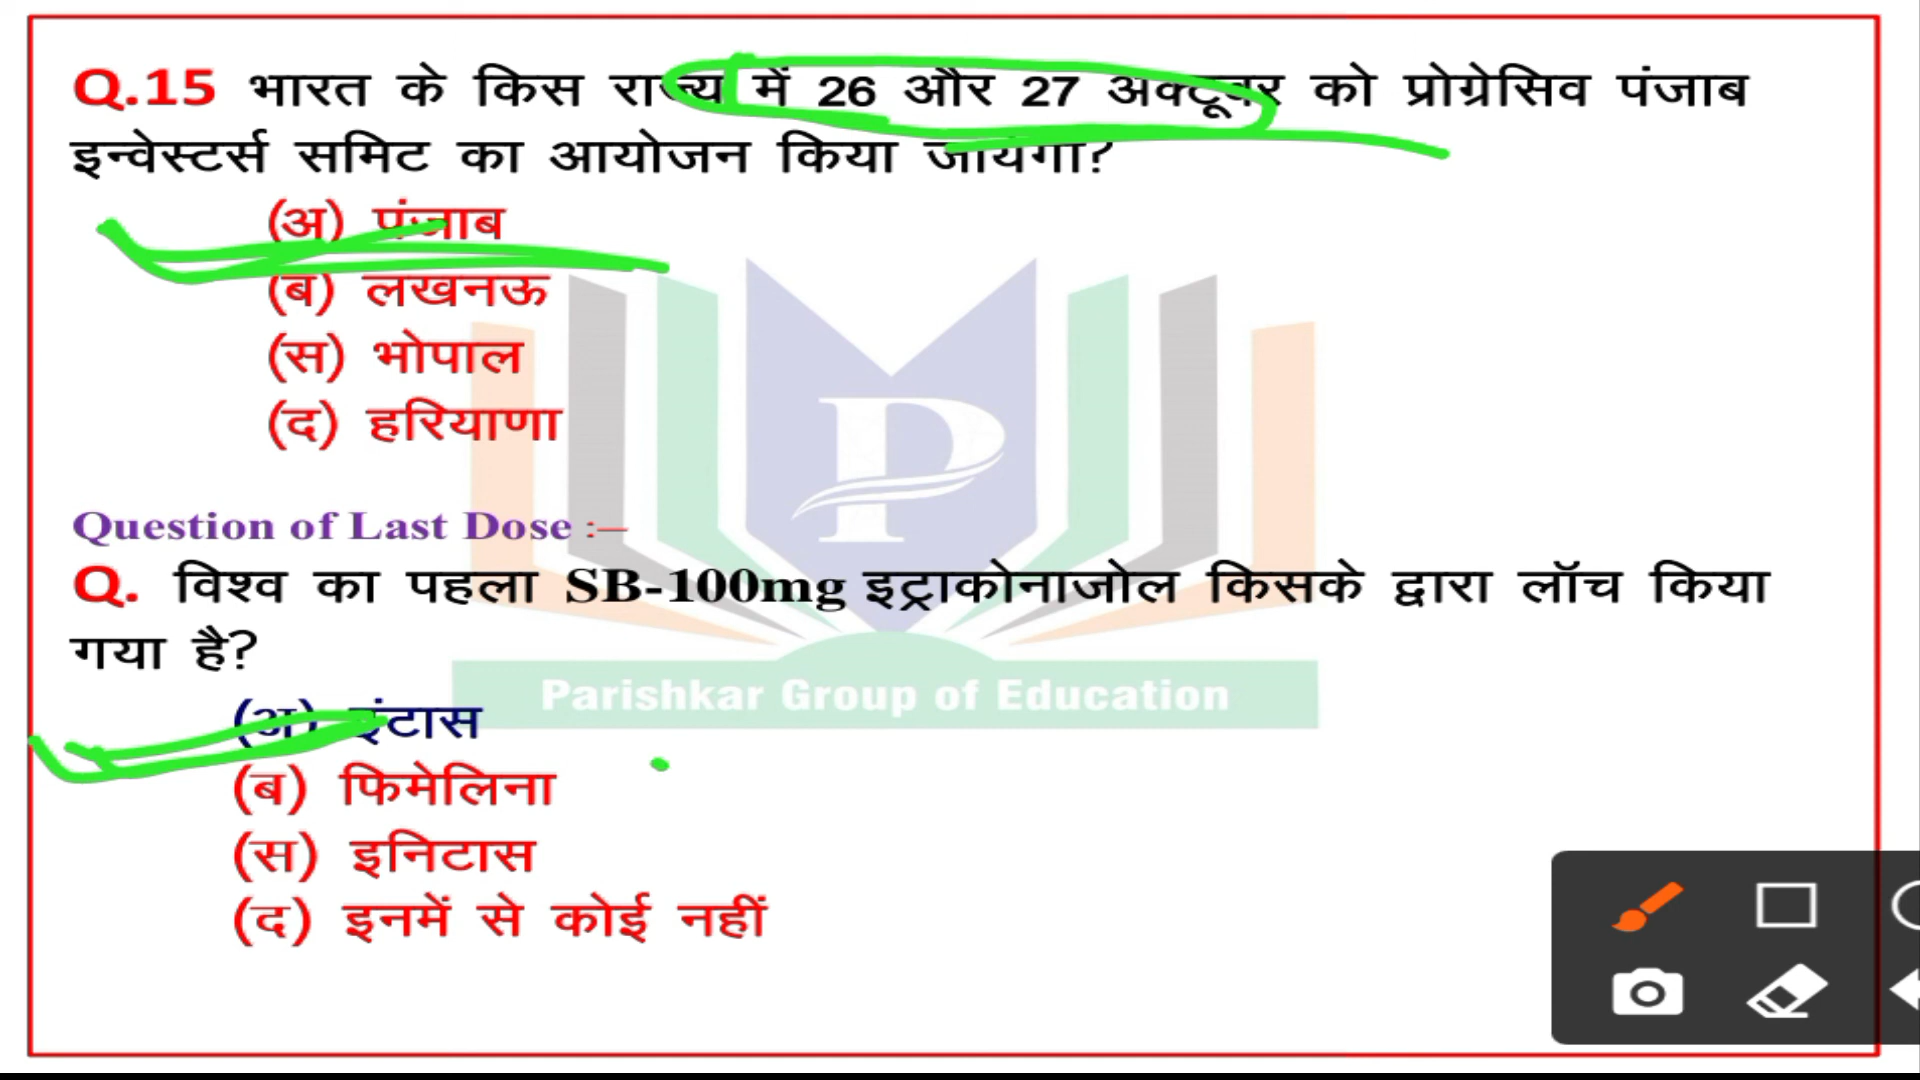 Q.15 भारत के किस राज्य में 26 और 27 अक्टूबर को प्रोग्रेसिव पंजाब
इन्वेस्टर्स समिट का आयोजन किया जायेगा?
(अ) पंजाब
(ब) लखनऊ
(स) भोपाल
(द) हरियाणा
Question of Last Dose :–
Q. विश्व का पहला SB-100mg इट्राकोनाजोल किसके द्वारा लॉच किया
गया है?
(अ) इंटास
(ब) फिमेलिना
(स) इनिटास
(द) इनमें से कोई नहीं
P
Parishkar Group of Education